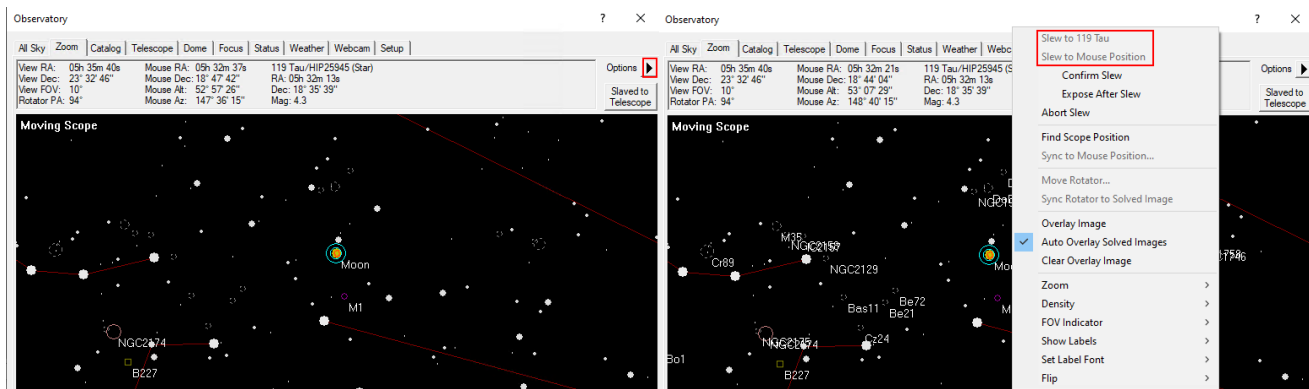 Observatory ? ×
All Sky Zoom Catalog Telescope Dome Focus Status Weather Webcam Setup
View RA: 05h 35m 40s Mouse RA: 05h 32m 37s 119 Tau/HIP25945 (Star) Options
View Dec: 23° 32' 46" Mouse Dec: 18° 47' 42" RA: 05h 32m 13s
View FOV: 10° Mouse Alt: 52° 57' 26" Dec: 18° 35' 39" Slaved to
Rotator PA: 94° Mouse Az: 147° 36' 15" Mag: 4.3 Telescope
Moving Scope
Moon
M1
NGC2174
B227
Observatory ? ×
All Sky Zoom Catalog Telescope Dome Focus Status Weather Webc
View RA: 05h 35m 40s Mouse RA: 05h 32m 21s 119 Tau/HIP25945 (S Options
View Dec: 23° 32' 46" Mouse Dec: 18° 44' 04" RA: 05h 32m 13s
View FOV: 10° Mouse Alt: 53° 07' 29" Dec: 18° 35' 39" Slaved to
Rotator PA: 94° Mouse Az: 148° 40' 15" Mag: 4.3 Telescope
Moving Scope
M35
Cr89
NGC2129
Moo
M
Bas11
Be72
Be21
Cz24
NGC2174
Bo1
B227
Slew to 119 Tau
Slew to Mouse Position
Confirm Slew
Expose After Slew
Abort Slew
Find Scope Position
Sync to Mouse Position...
Move Rotator...
Sync Rotator to Solved Image
Overlay Image
Auto Overlay Solved Images
Clear Overlay Image
Zoom
Density
FOV Indicator
Show Labels
Set Label Font
Flip